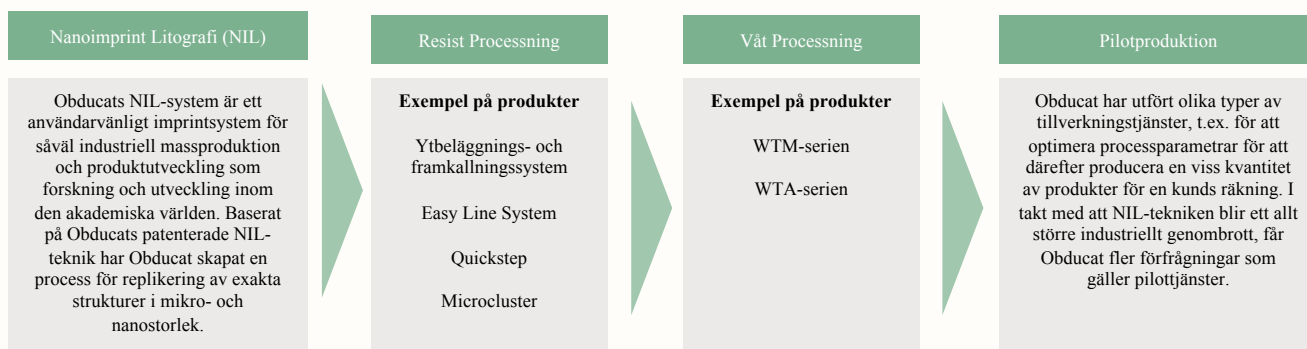 Nanoimprint Litografi (NIL)
Obducats NIL-system är ett
användarvänligt imprintsystem för
såväl industriell massproduktion
och produktutveckling som
forskning och utveckling inom
den akademiska världen. Baserat
på Obducats patenterade NIL-
teknik har Obducat skapat en
process för replikering av exakta
strukturer i mikro- och
nanostorlek.
Resist Processning
Exempel på produkter
Ytbeläggnings- och
framkallningssystem
Easy Line System
Quickstep
Microcluster
Våt Processning
Exempel på produkter
WTM-serien
WTA-serien
Pilotproduktion
Obducat har utfört olika typer av
tillverkningstjänster, t.ex. för att
optimera processparametrar för att
därefter producera en viss kvantitet
av produkter för en kunds räkning. I
takt med att NIL-tekniken blir ett allt
större industriellt genombrott, får
Obducat fler förfrågningar som
gäller pilottjänster.